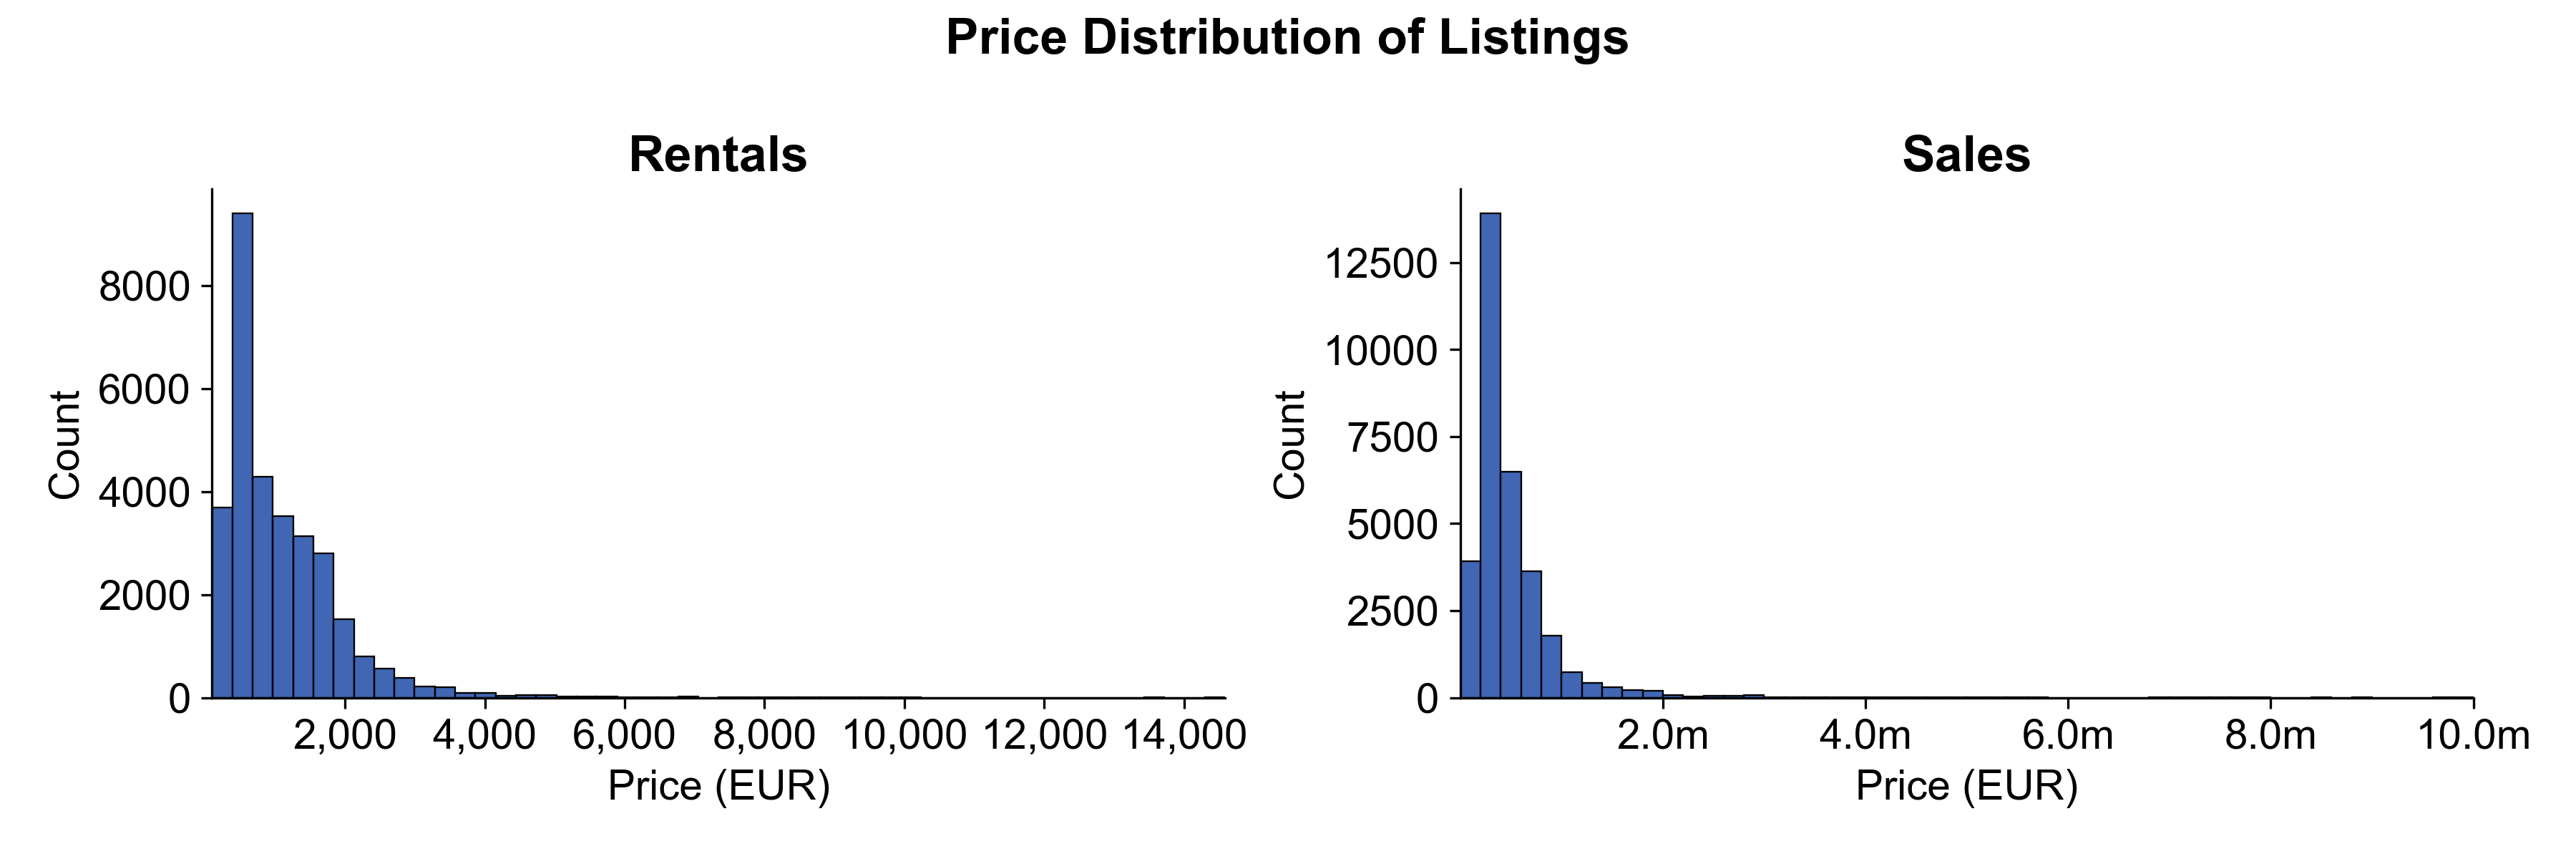 Price Distribution of Listings
Rentals
Count
8000
6000
4000
2000
0
2,000 4,000 6,000 8,000 10,000 12,000 14,000
Price (EUR)
Sales
Count
12500
10000
7500
5000
2500
0
2.0m 4.0m 6.0m 8.0m 10.0m
Price (EUR)